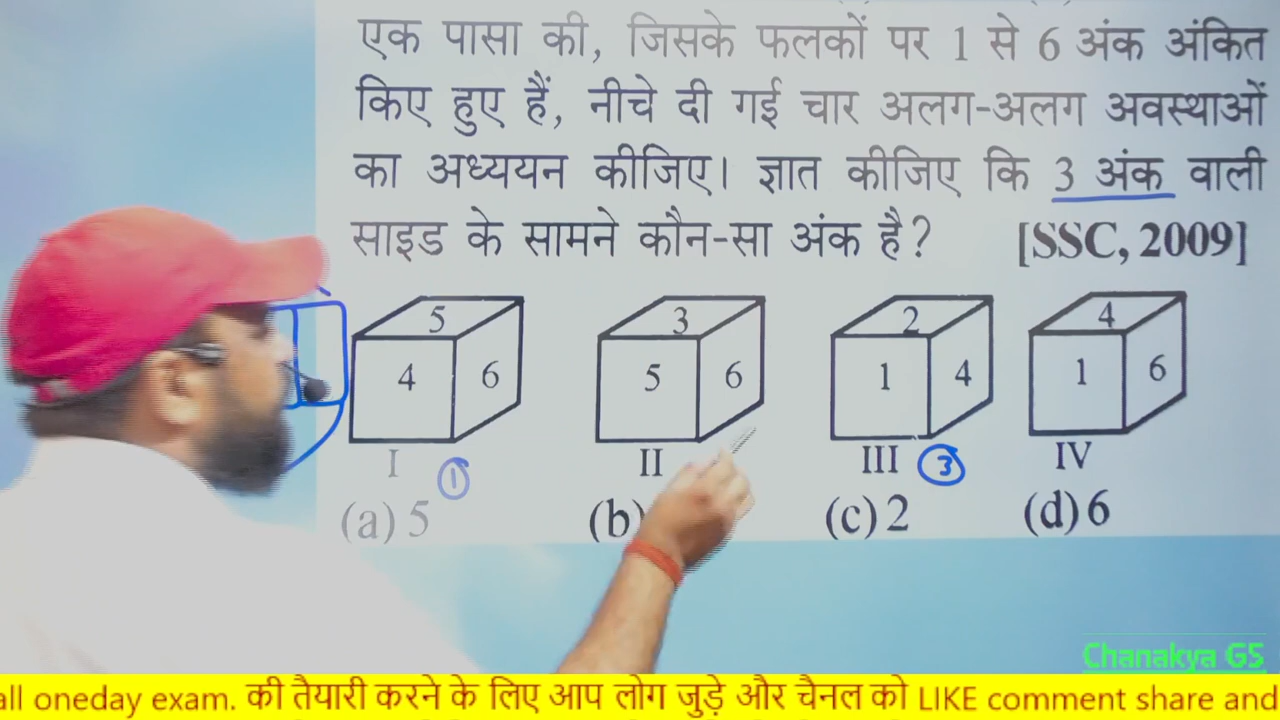 एक पासा की, जिसके फलकों पर 1 से 6 अंक अंकित
किए हुए हैं, नीचे दी गई चार अलग-अलग अवस्थाओं
का अध्ययन कीजिए। ज्ञात कीजिए कि 3 अंक वाली
साइड के सामने कौन-सा अंक है? [SSC, 2009]
5 3 2 4
4 6 5 6 1 4 1 6
I ① II III ③ IV
(a) 5 (b) (c) 2 (d) 6
Chanakya GS
all oneday exam. की तैयारी करने के लिए आप लोग जुड़े और चैनल को LIKE comment share and